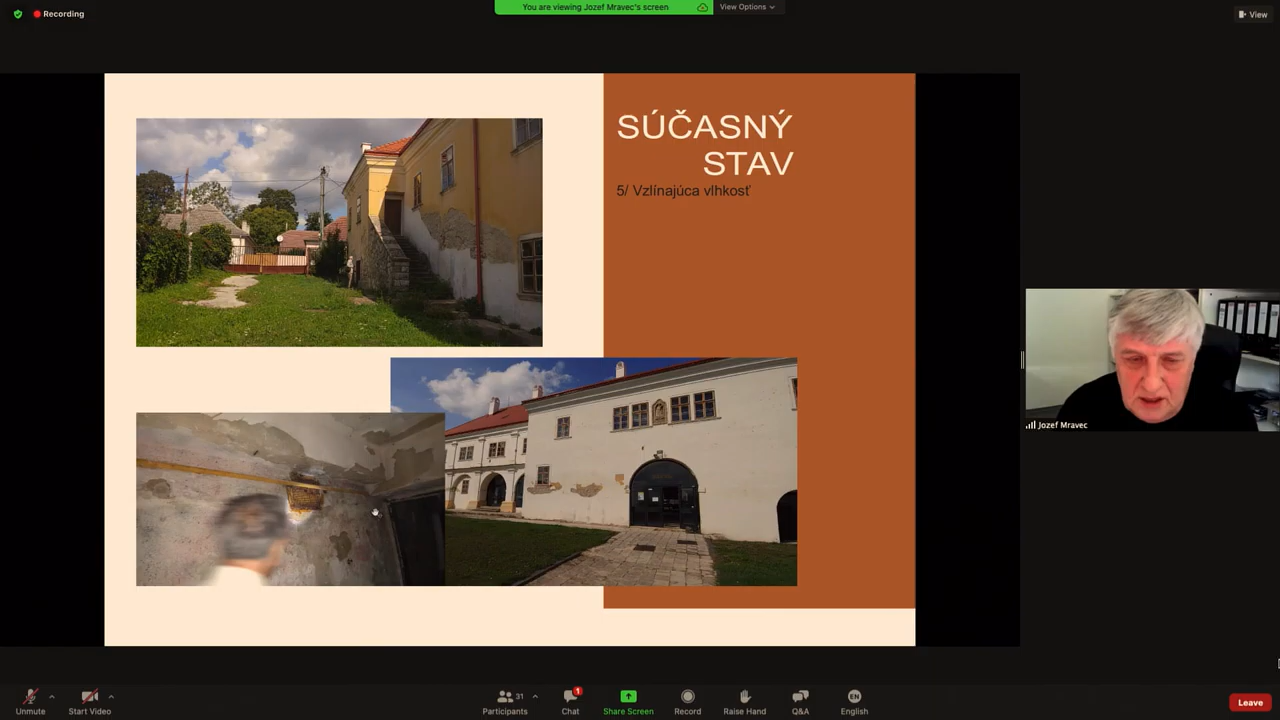 Recording
You are viewing Jozef Mravec's screen
View Options
View
SÚČASNÝ
STAV
5/ Vzlínajúca vlhkosť
Jozef Mravec
Unmute
Start Video
Participants
31
Chat
1
Share Screen
Record
Raise Hand
Q&A
EN
English
Leave